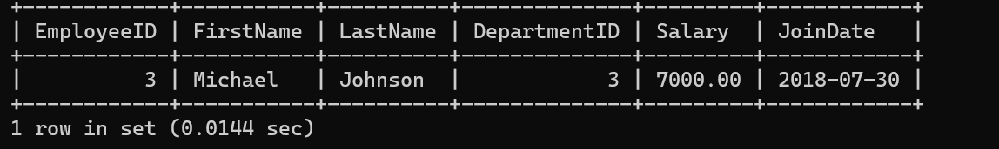 +------------+-----------+----------+--------------+---------+------------+
| EmployeeID | FirstName | LastName | DepartmentID | Salary  | JoinDate   |
+------------+-----------+----------+--------------+---------+------------+
|          3 | Michael   | Johnson  |            3 | 7000.00 | 2018-07-30 |
+------------+-----------+----------+--------------+---------+------------+
1 row in set (0.0144 sec)